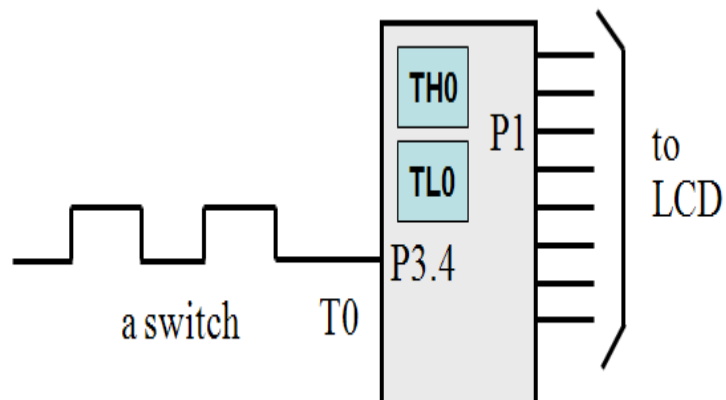 TH0
P1
TL0
to
LCD
P3.4
a switch
T0